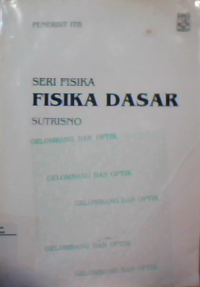 PENERBIT ITB
SERI FISIKA
FISIKA DASAR
SUTRISNO
GELOMBANG DAN OPTIK
GELOMBANG DAN OPTIK
GELOMBANG DAN OPTIK
GELOMBANG DAN OPTIK
GELOMBANG DAN OPTIK